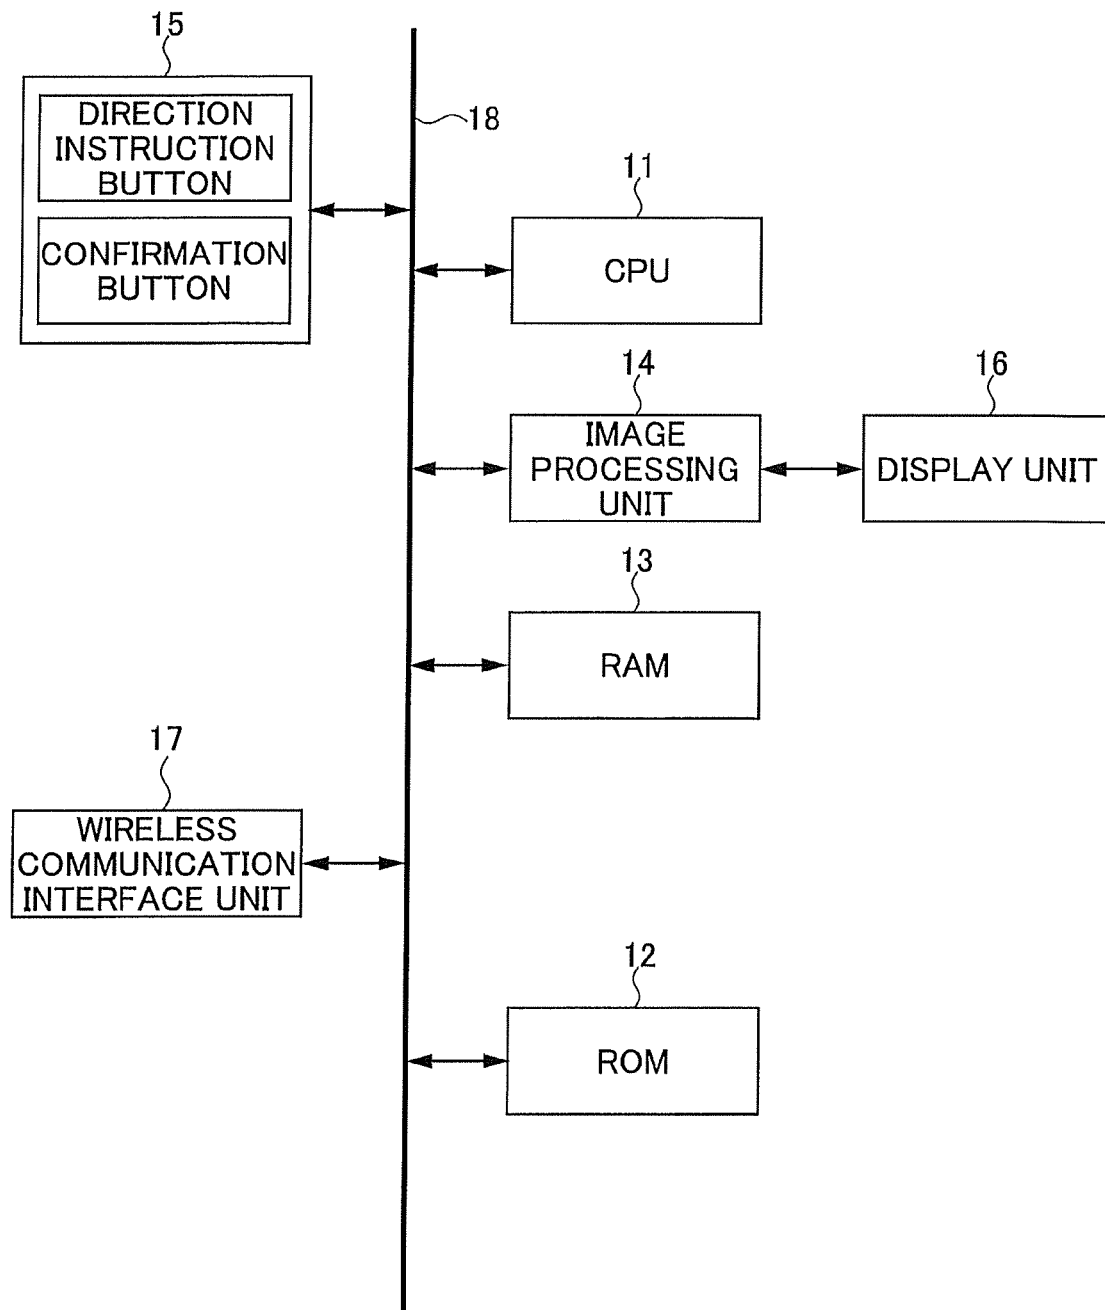 15
DIRECTION
INSTRUCTION
BUTTON
CONFIRMATION
BUTTON
18
11
CPU
14
IMAGE
PROCESSING
UNIT
16
DISPLAY UNIT
13
RAM
17
WIRELESS
COMMUNICATION
INTERFACE UNIT
12
ROM